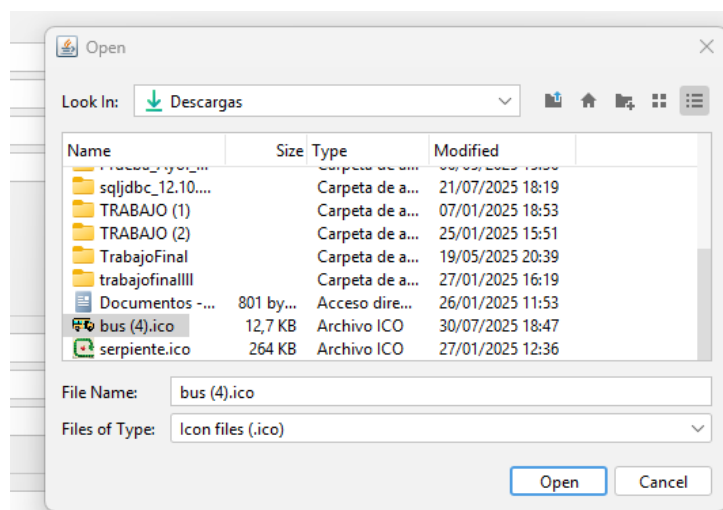 Open
Look In: Descargas
Name Size Type Modified
sqljdbc_12.10.... Carpeta de a... 21/07/2025 18:19
TRABAJO (1) Carpeta de a... 07/01/2025 18:53
TRABAJO (2) Carpeta de a... 25/01/2025 15:51
TrabajoFinal Carpeta de a... 19/05/2025 20:39
trabajofinallll Carpeta de a... 27/01/2025 16:19
Documentos -... 801 by... Acceso dire... 26/01/2025 11:53
bus (4).ico 12,7 KB Archivo ICO 30/07/2025 18:47
serpiente.ico 264 KB Archivo ICO 27/01/2025 12:36
File Name: bus (4).ico
Files of Type: Icon files (.ico)
Open Cancel